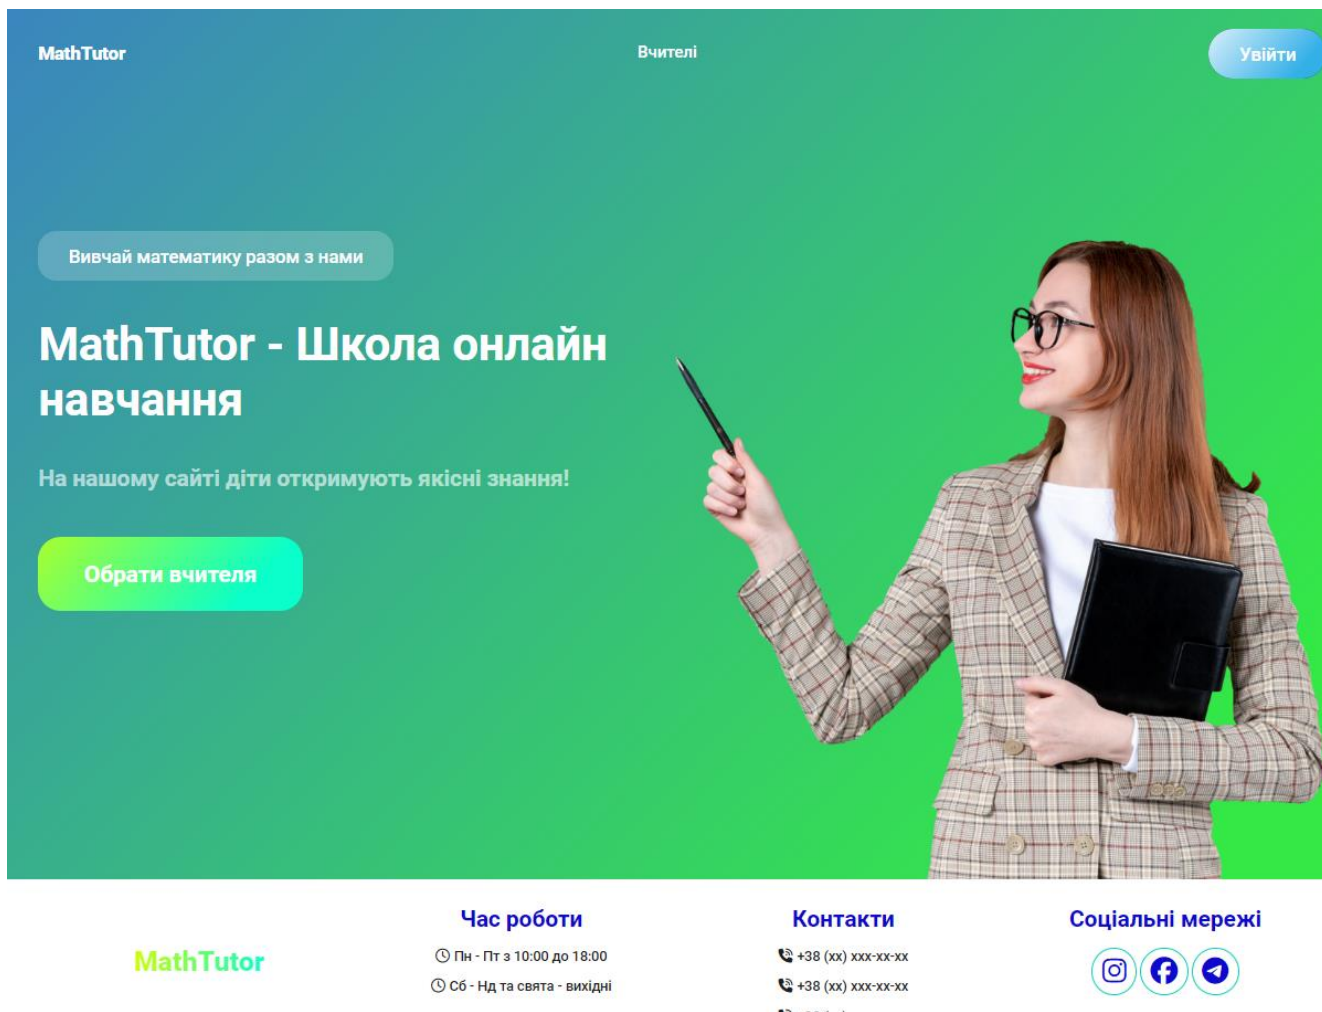 MathTutor
Вчителі
Увійти
Вивчай математику разом з нами
MathTutor - Школа онлайн
навчання
На нашому сайті діти откримують якісні знання!
Обрати вчителя
MathTutor
Час роботи
Пн - Пт з 10:00 до 18:00
Сб - Нд та свята - вихідні
Контакти
+38 (xx) xxx-xx-xx
+38 (xx) xxx-xx-xx
Соціальні мережі